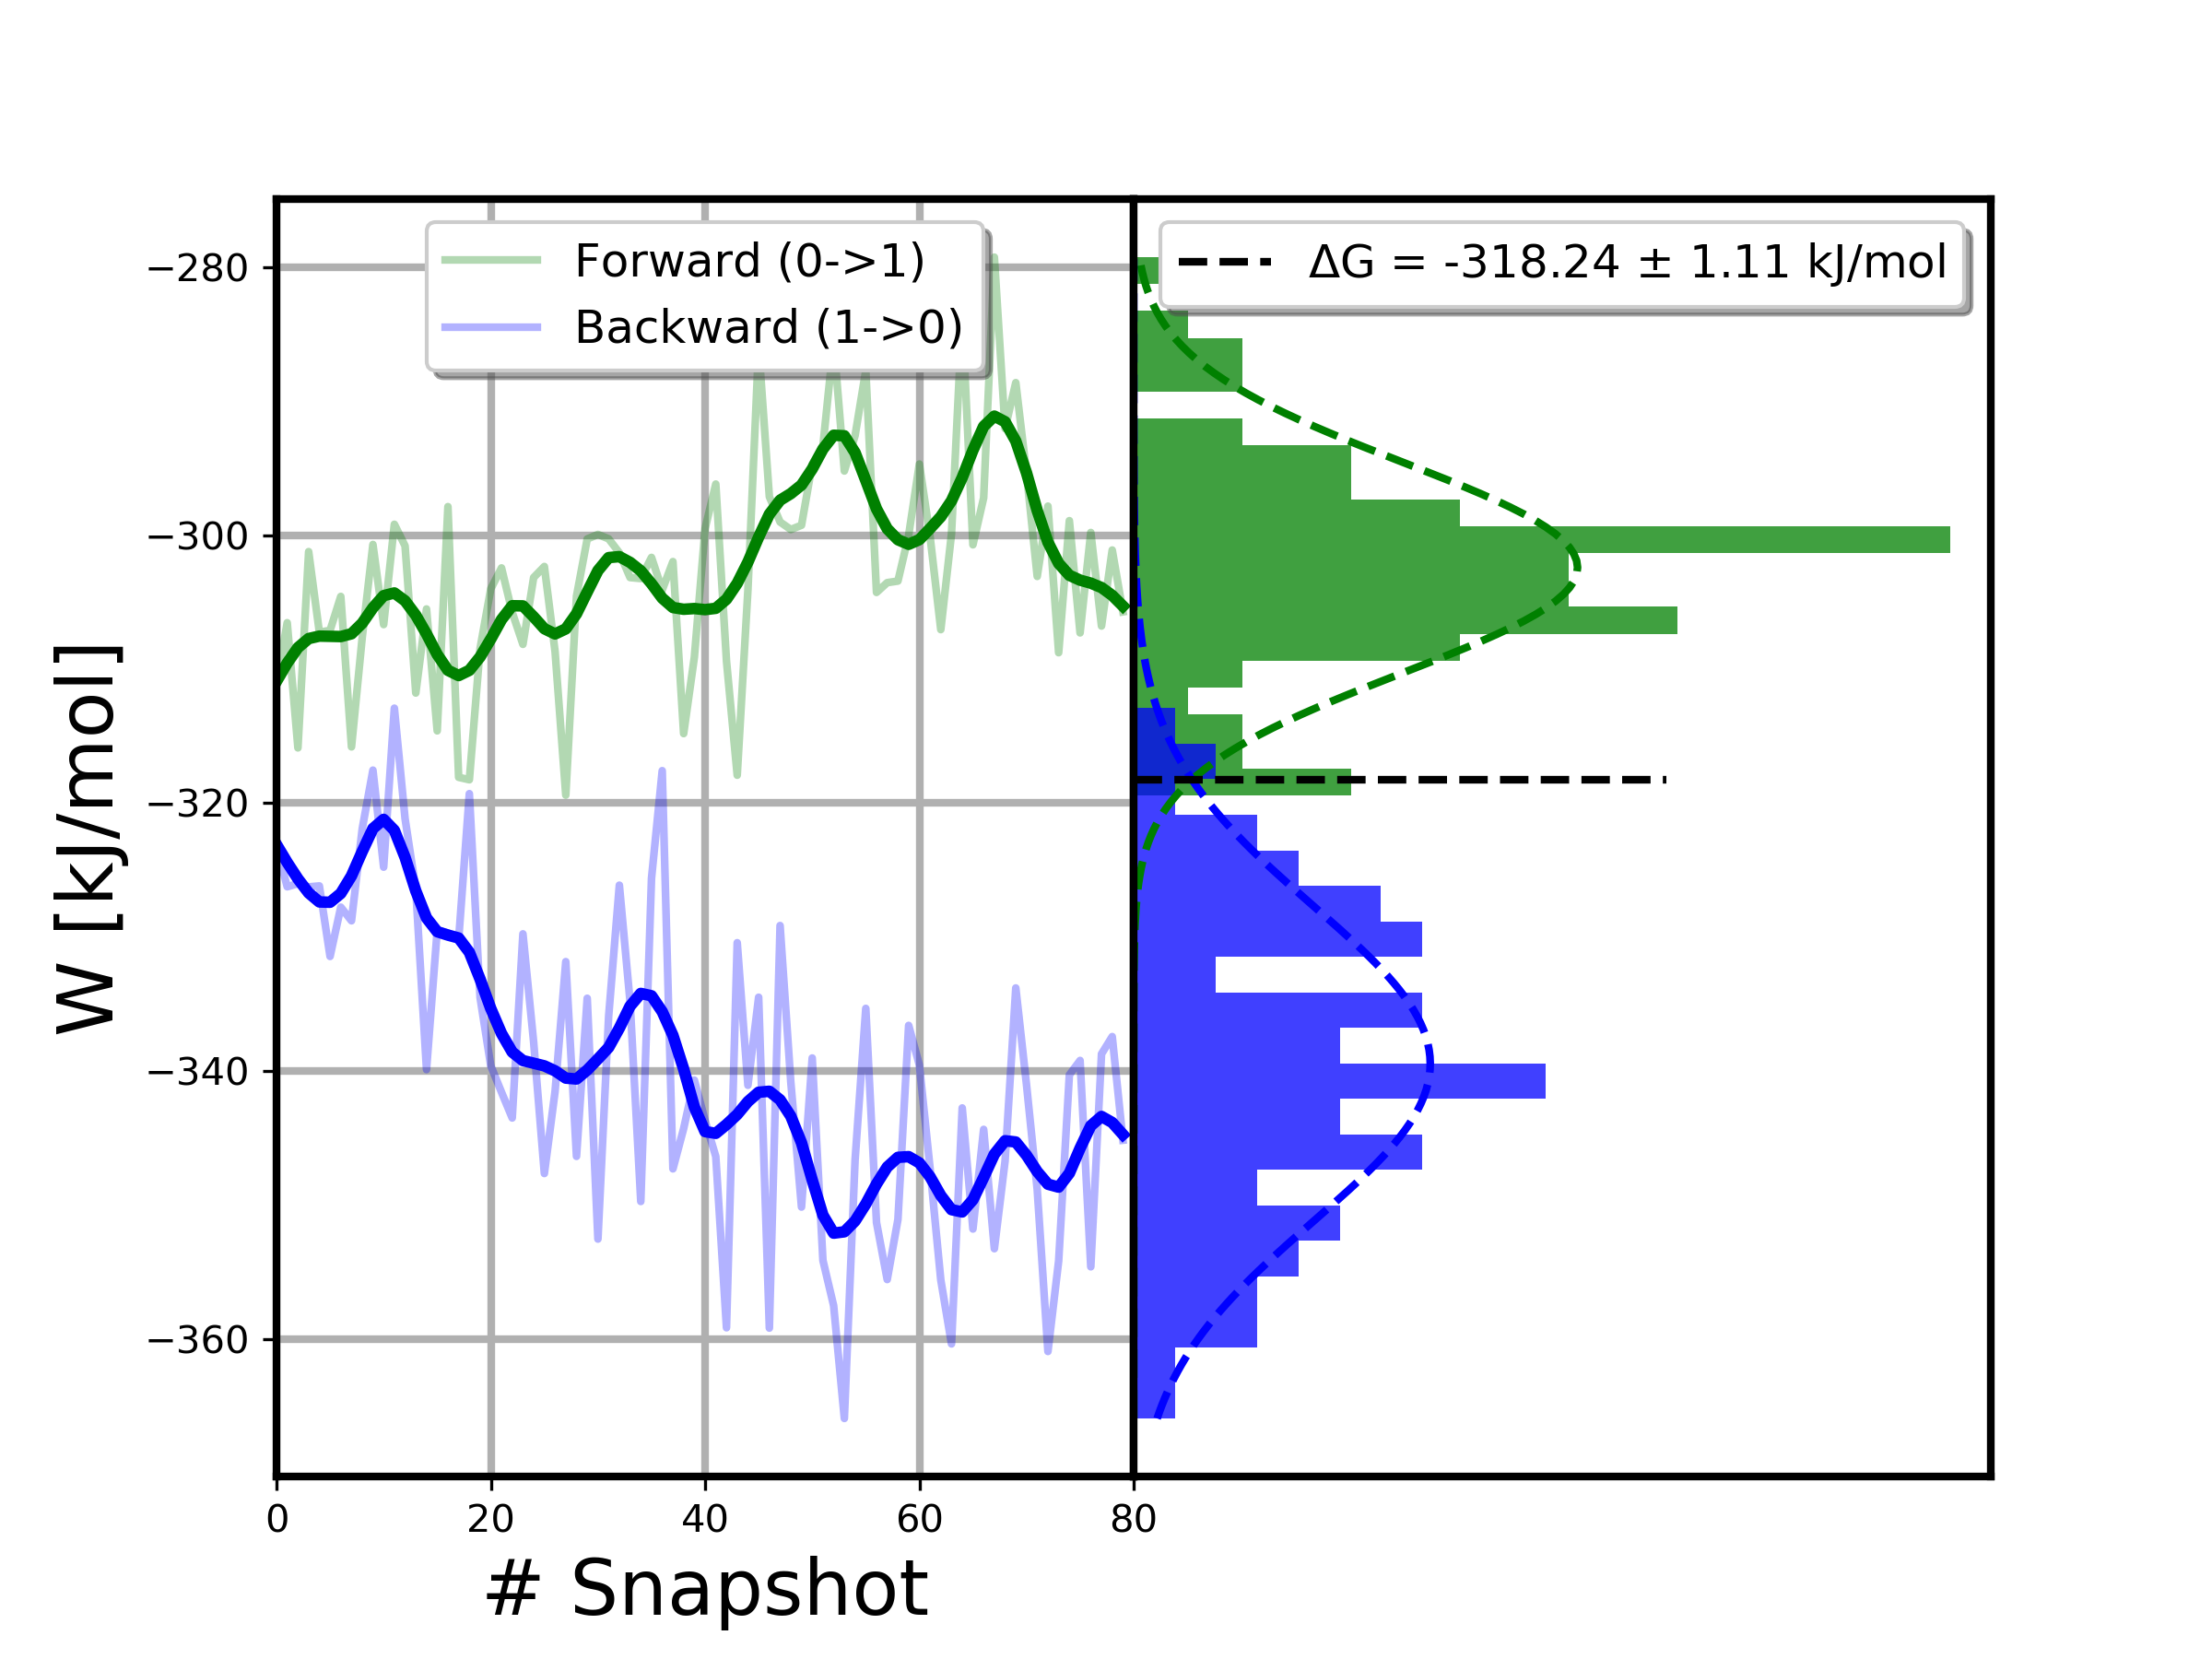 Forward (0->1)
Backward (1->0)
ΔG = -318.24 ± 1.11 kJ/mol
W [kJ/mol]
−280
−300
−320
−340
−360
0 20 40 60 80
# Snapshot